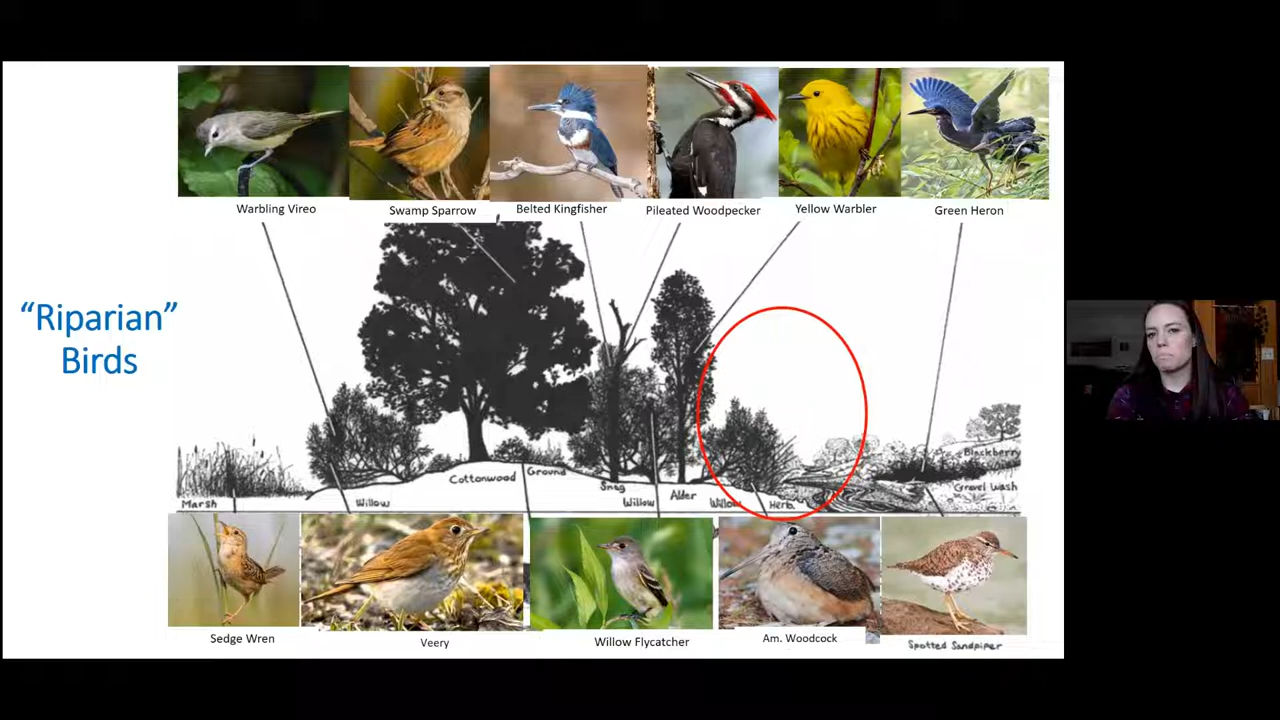 Warbling Vireo
Swamp Sparrow
Belted Kingfisher
Pileated Woodpecker
Yellow Warbler
Green Heron
“Riparian”
Birds
Marsh
Willow
Cottonwood
Ground
Snag
Willow
Alder
Willow
Herb.
Blackberry
Gravel Wash
Sedge Wren
Veery
Willow Flycatcher
Am. Woodcock
Spotted Sandpiper